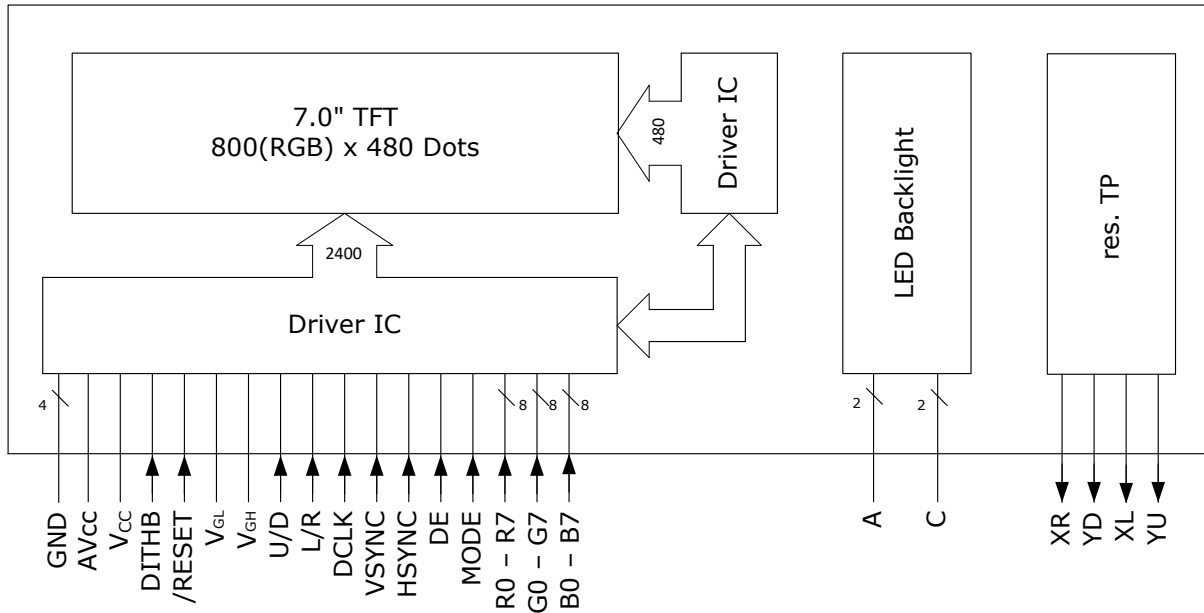 7.0" TFT
800(RGB) x 480 Dots
480
Driver IC
LED Backlight
res. TP
2400
Driver IC
4
8
8
8
2
2
GND
AVcc
VCC
DITHB
/RESET
VGL
VGH
U/D
L/R
DCLK
VSYNC
HSYNC
DE
MODE
R0 – R7
G0 – G7
B0 – B7
A
C
XR
YD
XL
YU